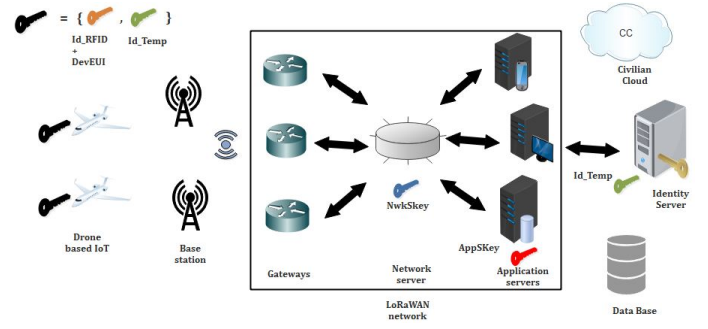 = { , }
Id_RFID
+
DevEUI
Id_Temp
CC
Civilian
Cloud
Id_Temp
Identity
Server
NwkSkey
AppSKey
Drone
based IoT
Base
station
Gateways
Network
server
Application
servers
LoRaWAN
network
Data Base